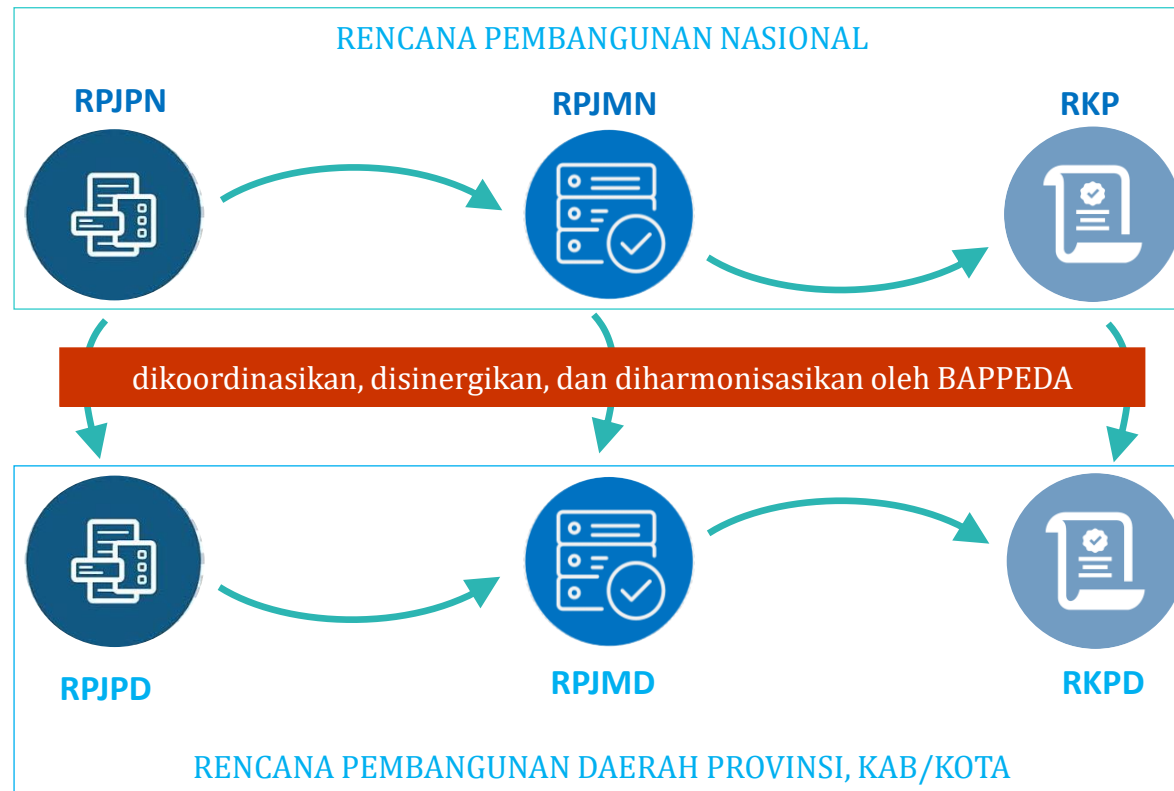 RENCANA PEMBANGUNAN NASIONAL
RPJPN
RPJMN
RKP
dikoordinasikan, disinergikan, dan diharmonisasikan oleh BAPPEDA
RPJPD
RPJMD
RKPD
RENCANA PEMBANGUNAN DAERAH PROVINSI, KAB/KOTA